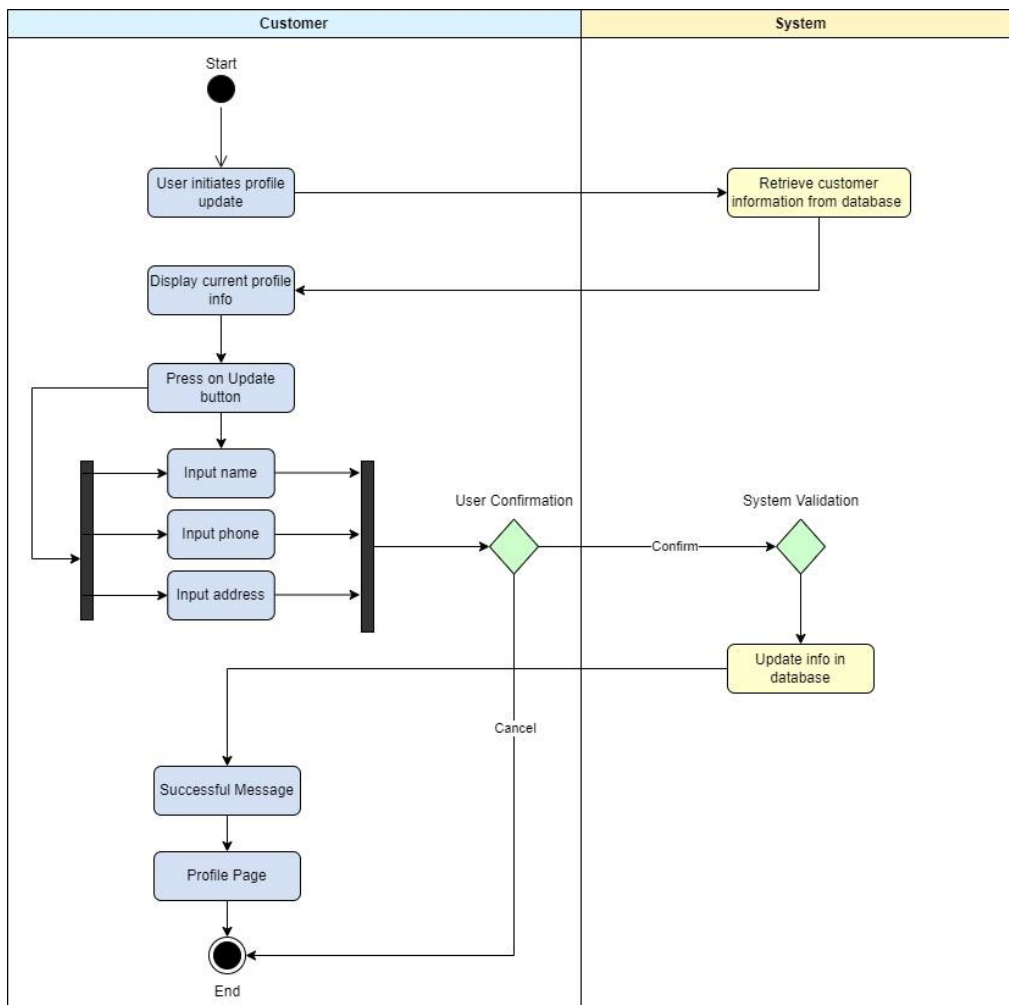 Customer
System
Start
User initiates profile
update
Retrieve customer
information from database
Display current profile
info
Press on Update
button
Input name
User Confirmation
System Validation
Input phone
Confirm
Input address
Update info in
database
Cancel
Successful Message
Profile Page
End